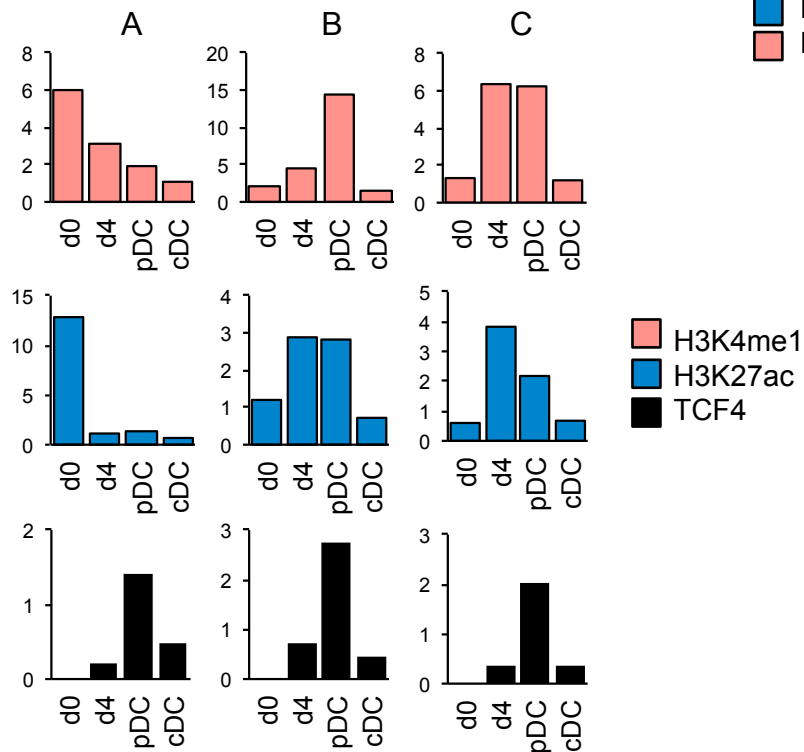 A B C
8 6 4 2 0
d0 d4 pDC cDC
20 15 10 5 0
d0 d4 pDC cDC
8 6 4 2 0
d0 d4 pDC cDC
15 10 5 0
d0 d4 pDC cDC
4 3 2 1 0
d0 d4 pDC cDC
5 4 3 2 1 0
d0 d4 pDC cDC
H3K4me1
H3K27ac
TCF4
2 1 0
d0 d4 pDC cDC
3 2 1 0
d0 d4 pDC cDC
3 2 1 0
d0 d4 pDC cDC